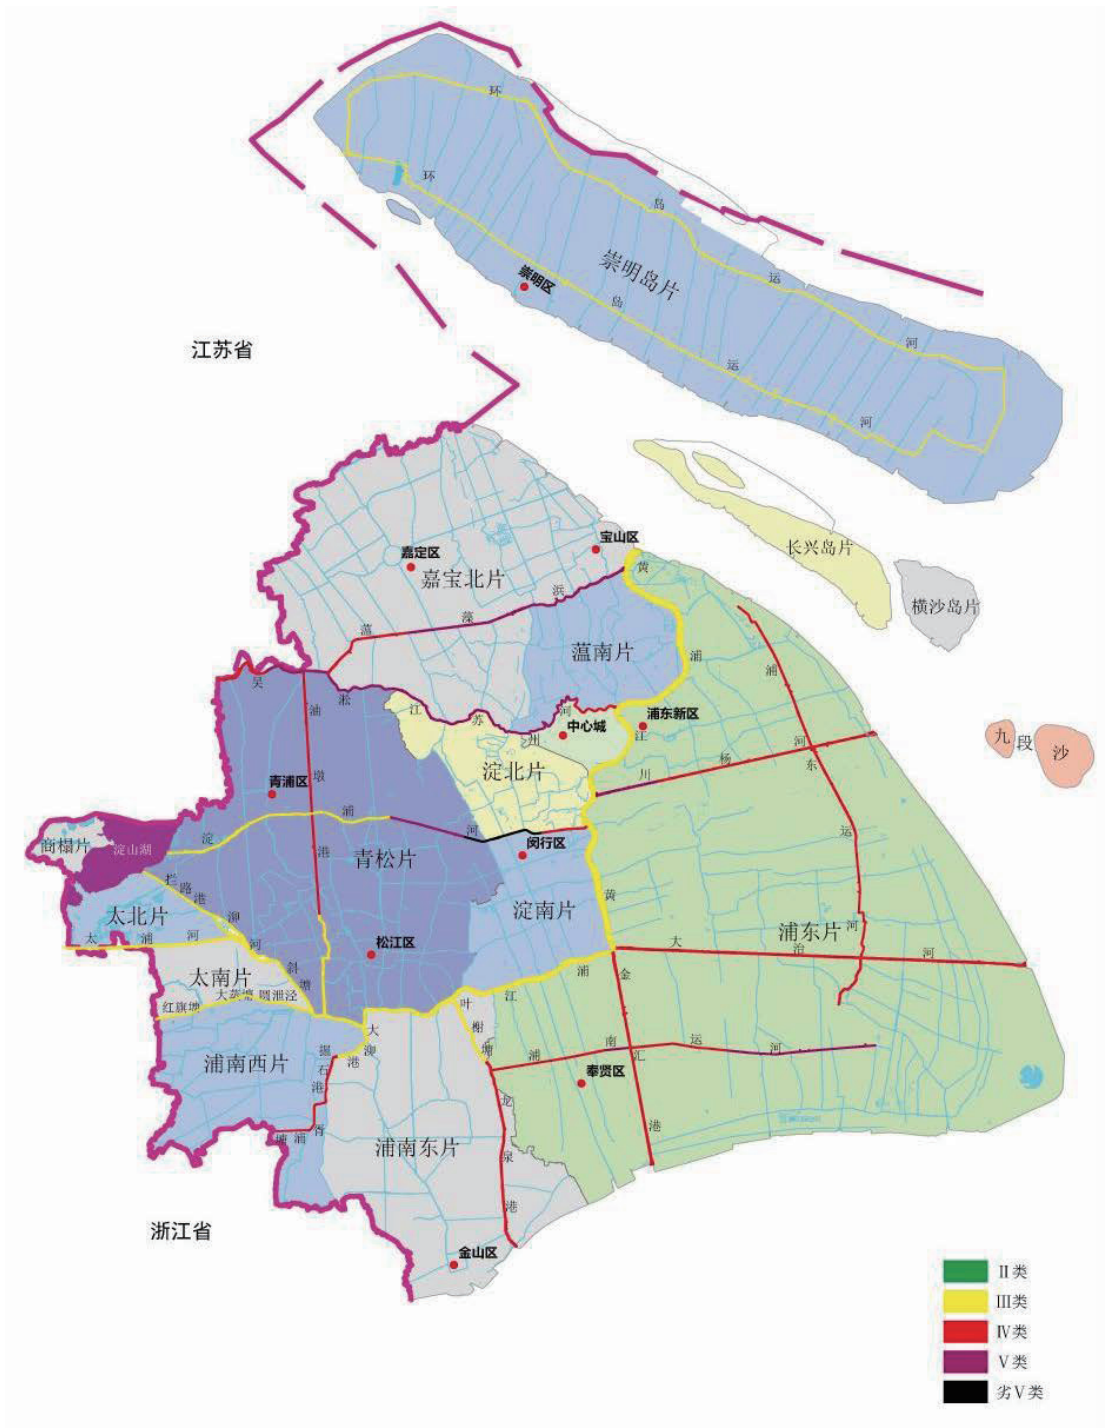 环
环
岛
崇明岛片
运
崇明区
岛
河
运
江苏省
河
宝山区
长兴岛片
嘉定区
嘉宝北片
黄
浜
横沙岛片
藻
蕰
蕰南片
浦
浦
吴
淞
江
苏
河
浦东新区
油
中心城
江
九
段
沙
州
河
杨
东
淀北片
川
墩
青浦区
浦
运
淀
河
商榻片
淀山湖
港
青松片
闵行区
拦
路
港
黄
太北片
泖
淀南片
河
浦东片
太
浦
河
河
松江区
大
治
河
太南片
斜
塘
浦
金
大蒸塘
圆泄泾
江
叶
红旗塘
大
榭
泖
港
塘
浦
南
汇
运
河
浦南西片
掘
石
港
奉贤区
龙
港
塘
浦
胥
浦南东片
泉
港
浙江省
金山区
II类
III类
IV类
V类
劣V类